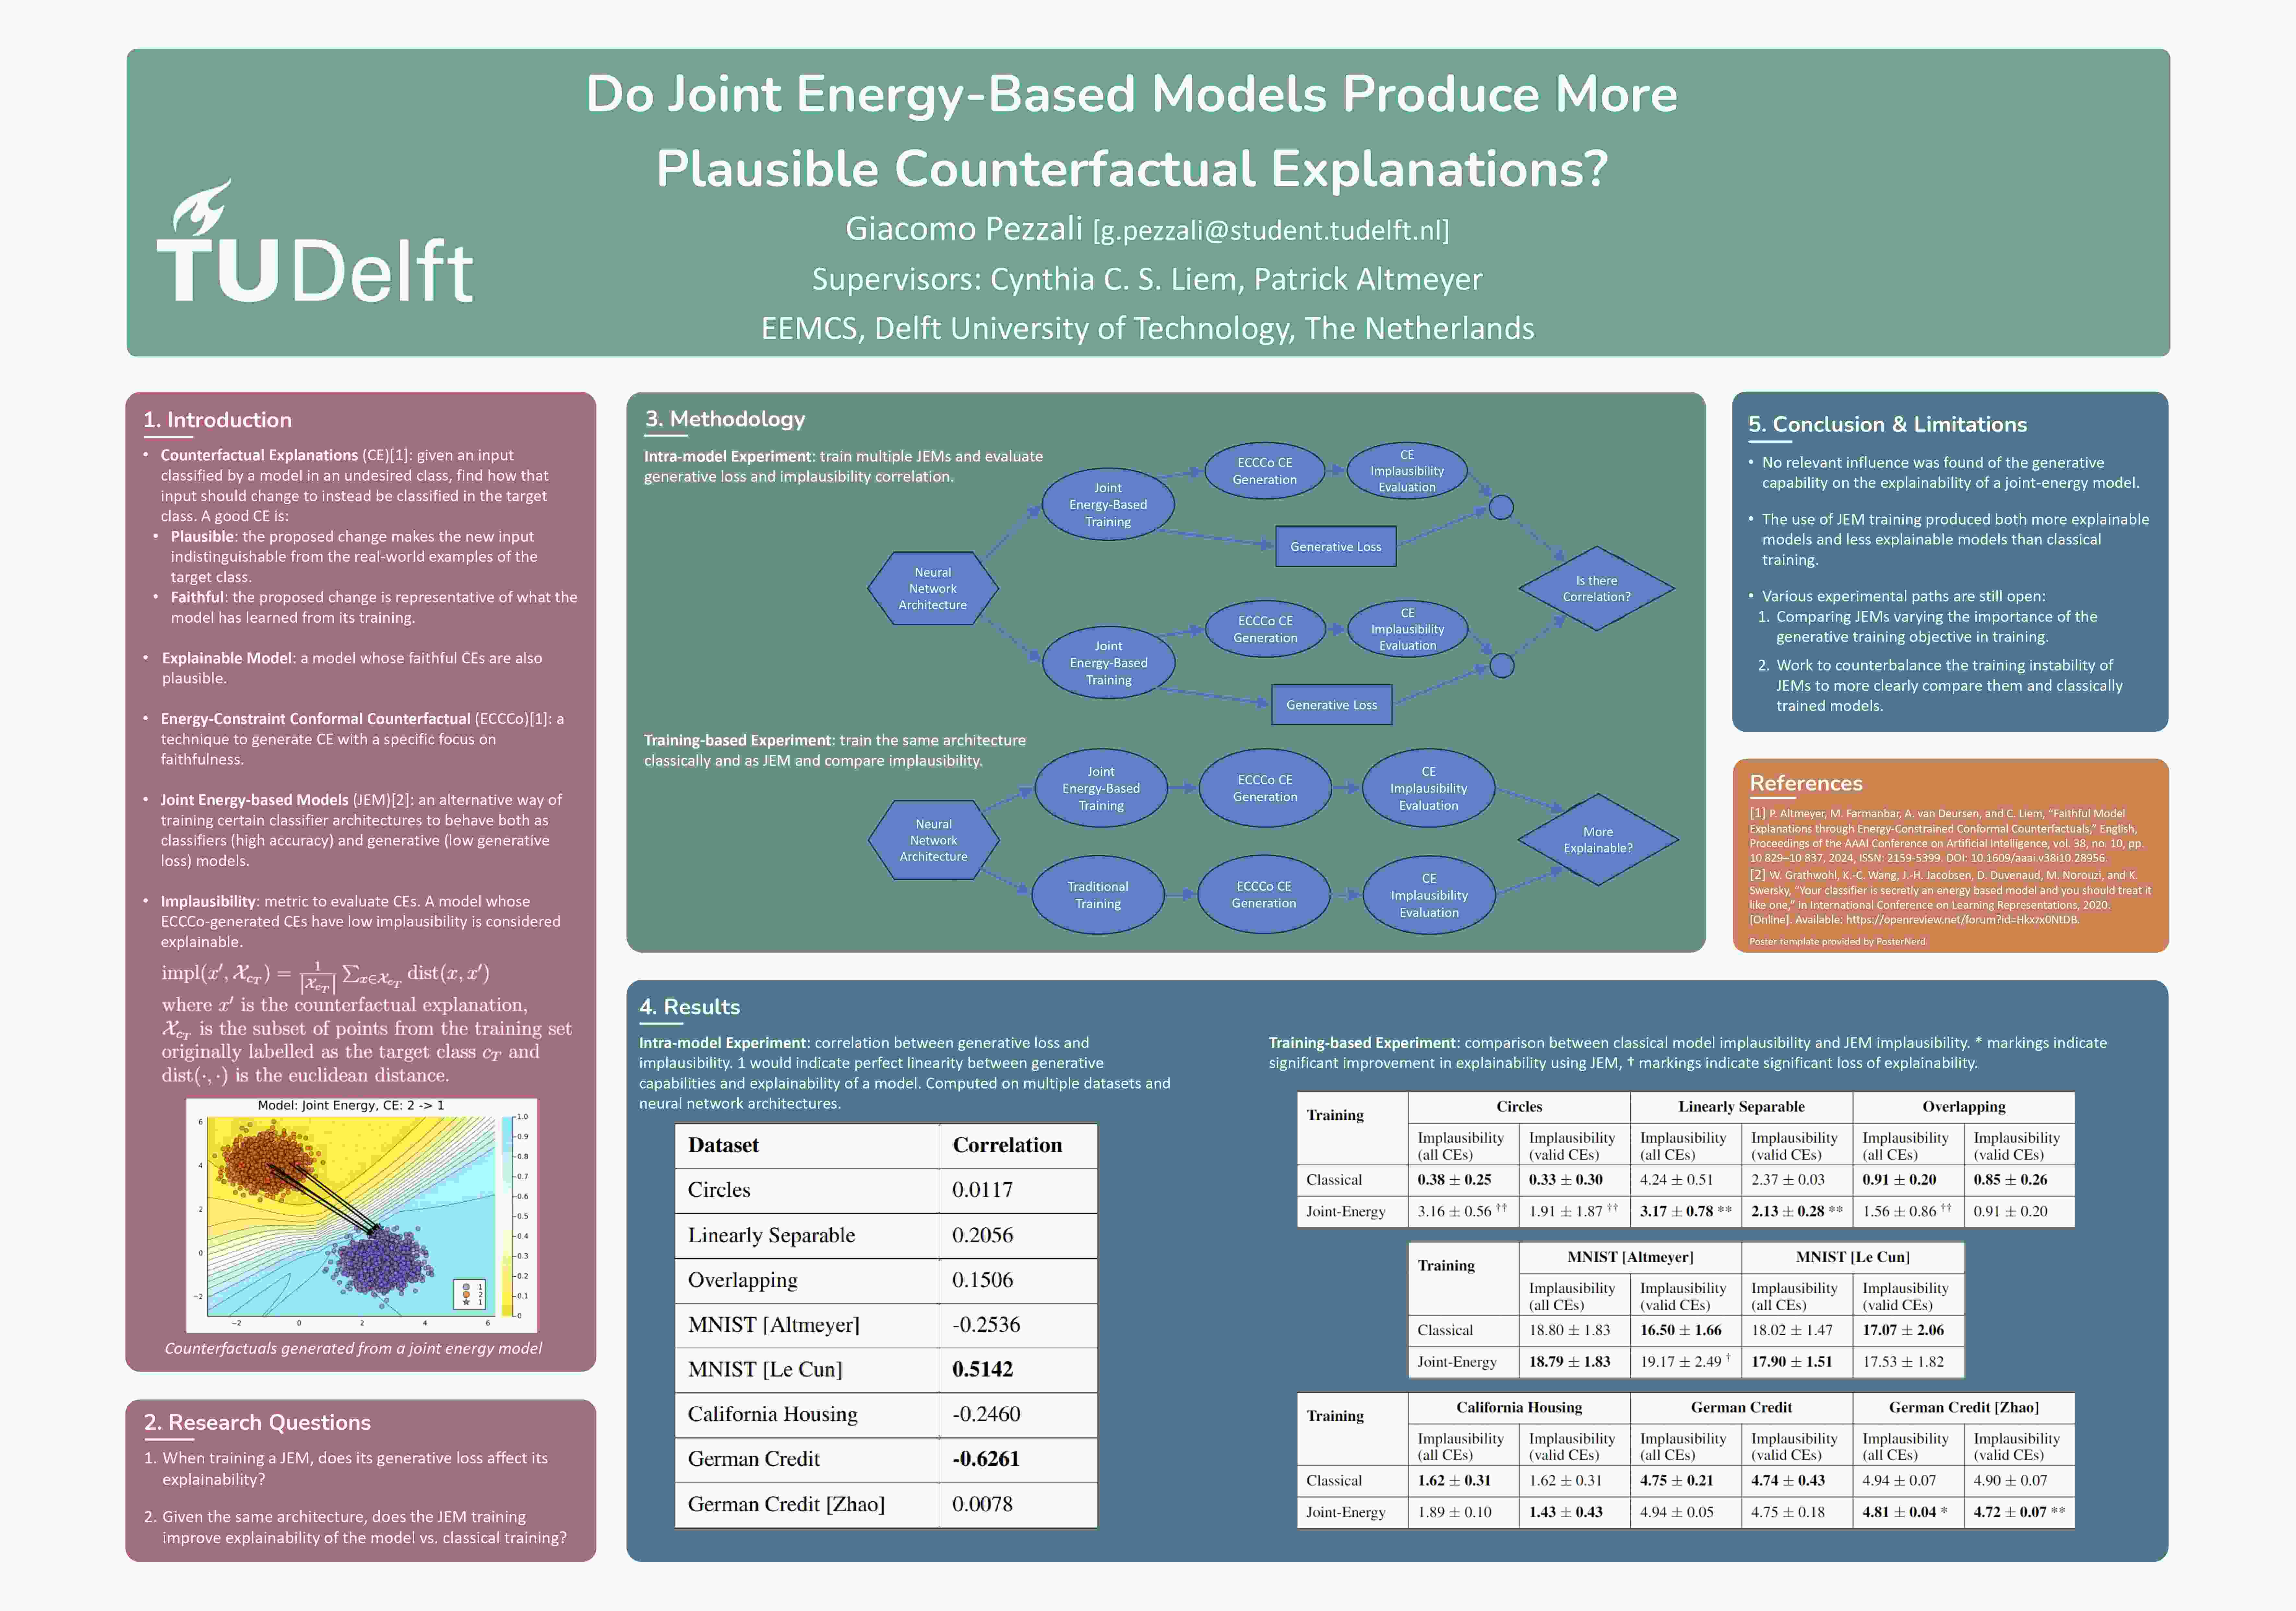 Do Joint Energy-Based Models Produce More
Plausible Counterfactual Explanations?
Giacomo Pezzali [g.pezzali@student.tudelft.nl]
Supervisors: Cynthia C. S. Liem, Patrick Altmeyer
EEMCS, Delft University of Technology, The Netherlands
TUDelft
1. Introduction
• Counterfactual Explanations (CE)[1]: given an input
classified by a model in an undesired class, find how that
input should change to instead be classified in the target
class. A good CE is:
• Plausible: the proposed change makes the new input
indistinguishable from the real-world examples of the
target class.
• Faithful: the proposed change is representative of what the
model has learned from its training.
• Explainable Model: a model whose faithful CEs are also
plausible.
• Energy-Constraint Conformal Counterfactual (ECCCo)[1]: a
technique to generate CE with a specific focus on
faithfulness.
• Joint Energy-based Models (JEM)[2]: an alternative way of
training certain classifier architectures to behave both as
classifiers (high accuracy) and generative (low generative
loss) models.
• Implausibility: metric to evaluate CEs. A model whose
ECCCo-generated CEs have low implausibility is considered
explainable.
impl(x′, 𝒳_{c_T}) = 1/|𝒳_{c_T}| ∑_{x∈𝒳_{c_T}} dist(x, x′)
where x′ is the counterfactual explanation,
𝒳_{c_T} is the subset of points from the training set
originally labelled as the target class c_T and
dist(·, ·) is the euclidean distance.
Model: Joint Energy, CE: 2 -> 1
6
4
2
0
−2
−2 0 2 4 6
1.0
0.9
0.8
0.7
0.6
0.5
0.4
0.3
0.2
0.1
0
1
2
1
Counterfactuals generated from a joint energy model
2. Research Questions
1. When training a JEM, does its generative loss affect its
explainability?
2. Given the same architecture, does the JEM training
improve explainability of the model vs. classical training?
3. Methodology
Intra-model Experiment: train multiple JEMs and evaluate
generative loss and implausibility correlation.
Neural
Network
Architecture
Joint
Energy-Based
Training
ECCCo CE
Generation
CE
Implausibility
Evaluation
Generative Loss
Joint
Energy-Based
Training
ECCCo CE
Generation
CE
Implausibility
Evaluation
Generative Loss
Is there
Correlation?
Training-based Experiment: train the same architecture
classically and as JEM and compare implausibility.
Neural
Network
Architecture
Joint
Energy-Based
Training
ECCCo CE
Generation
CE
Implausibility
Evaluation
Traditional
Training
ECCCo CE
Generation
CE
Implausibility
Evaluation
More
Explainable?
4. Results
Intra-model Experiment: correlation between generative loss and
implausibility. 1 would indicate perfect linearity between generative
capabilities and explainability of a model. Computed on multiple datasets and
neural network architectures.
Dataset Correlation
Circles 0.0117
Linearly Separable 0.2056
Overlapping 0.1506
MNIST [Altmeyer] -0.2536
MNIST [Le Cun] 0.5142
California Housing -0.2460
German Credit -0.6261
German Credit [Zhao] 0.0078
Training-based Experiment: comparison between classical model implausibility and JEM implausibility. * markings indicate
significant improvement in explainability using JEM, † markings indicate significant loss of explainability.
Training Circles Linearly Separable Overlapping
Implausibility Implausibility Implausibility Implausibility Implausibility Implausibility
(all CEs) (valid CEs) (all CEs) (valid CEs) (all CEs) (valid CEs)
Classical 0.38 ± 0.25 0.33 ± 0.30 4.24 ± 0.51 2.37 ± 0.03 0.91 ± 0.20 0.85 ± 0.26
Joint-Energy 3.16 ± 0.56 †† 1.91 ± 1.87 †† 3.17 ± 0.78 ** 2.13 ± 0.28 ** 1.56 ± 0.86 †† 0.91 ± 0.20
Training MNIST [Altmeyer] MNIST [Le Cun]
Implausibility Implausibility Implausibility Implausibility
(all CEs) (valid CEs) (all CEs) (valid CEs)
Classical 18.80 ± 1.83 16.50 ± 1.66 18.02 ± 1.47 17.07 ± 2.06
Joint-Energy 18.79 ± 1.83 19.17 ± 2.49 † 17.90 ± 1.51 17.53 ± 1.82
Training California Housing German Credit German Credit [Zhao]
Implausibility Implausibility Implausibility Implausibility Implausibility Implausibility
(all CEs) (valid CEs) (all CEs) (valid CEs) (all CEs) (valid CEs)
Classical 1.62 ± 0.31 1.62 ± 0.31 4.75 ± 0.21 4.74 ± 0.43 4.94 ± 0.07 4.90 ± 0.07
Joint-Energy 1.89 ± 0.10 1.43 ± 0.43 4.94 ± 0.05 4.75 ± 0.18 4.81 ± 0.04 * 4.72 ± 0.07 **
5. Conclusion & Limitations
• No relevant influence was found of the generative
capability on the explainability of a joint-energy model.
• The use of JEM training produced both more explainable
models and less explainable models than classical
training.
• Various experimental paths are still open:
1. Comparing JEMs varying the importance of the
generative training objective in training.
2. Work to counterbalance the training instability of
JEMs to more clearly compare them and classically
trained models.
References
[1] P. Altmeyer, M. Farmanbar, A. van Deursen, and C. Liem, “Faithful Model
Explanations through Energy-Constrained Conformal Counterfactuals,” English,
Proceedings of the AAAI Conference on Artificial Intelligence, vol. 38, no. 10, pp.
10 829–10 837, 2024, ISSN: 2159-5399. DOI: 10.1609/aaai.v38i10.28956.
[2] W. Grathwohl, K.-C. Wang, J.-H. Jacobsen, D. Duvenaud, M. Norouzi, and K.
Swersky, “Your classifier is secretly an energy based model and you should treat it
like one,” in International Conference on Learning Representations, 2020.
[Online]. Available: https://openreview.net/forum?id=Hkxzx0NtDB.
Poster template provided by PosterNerd.